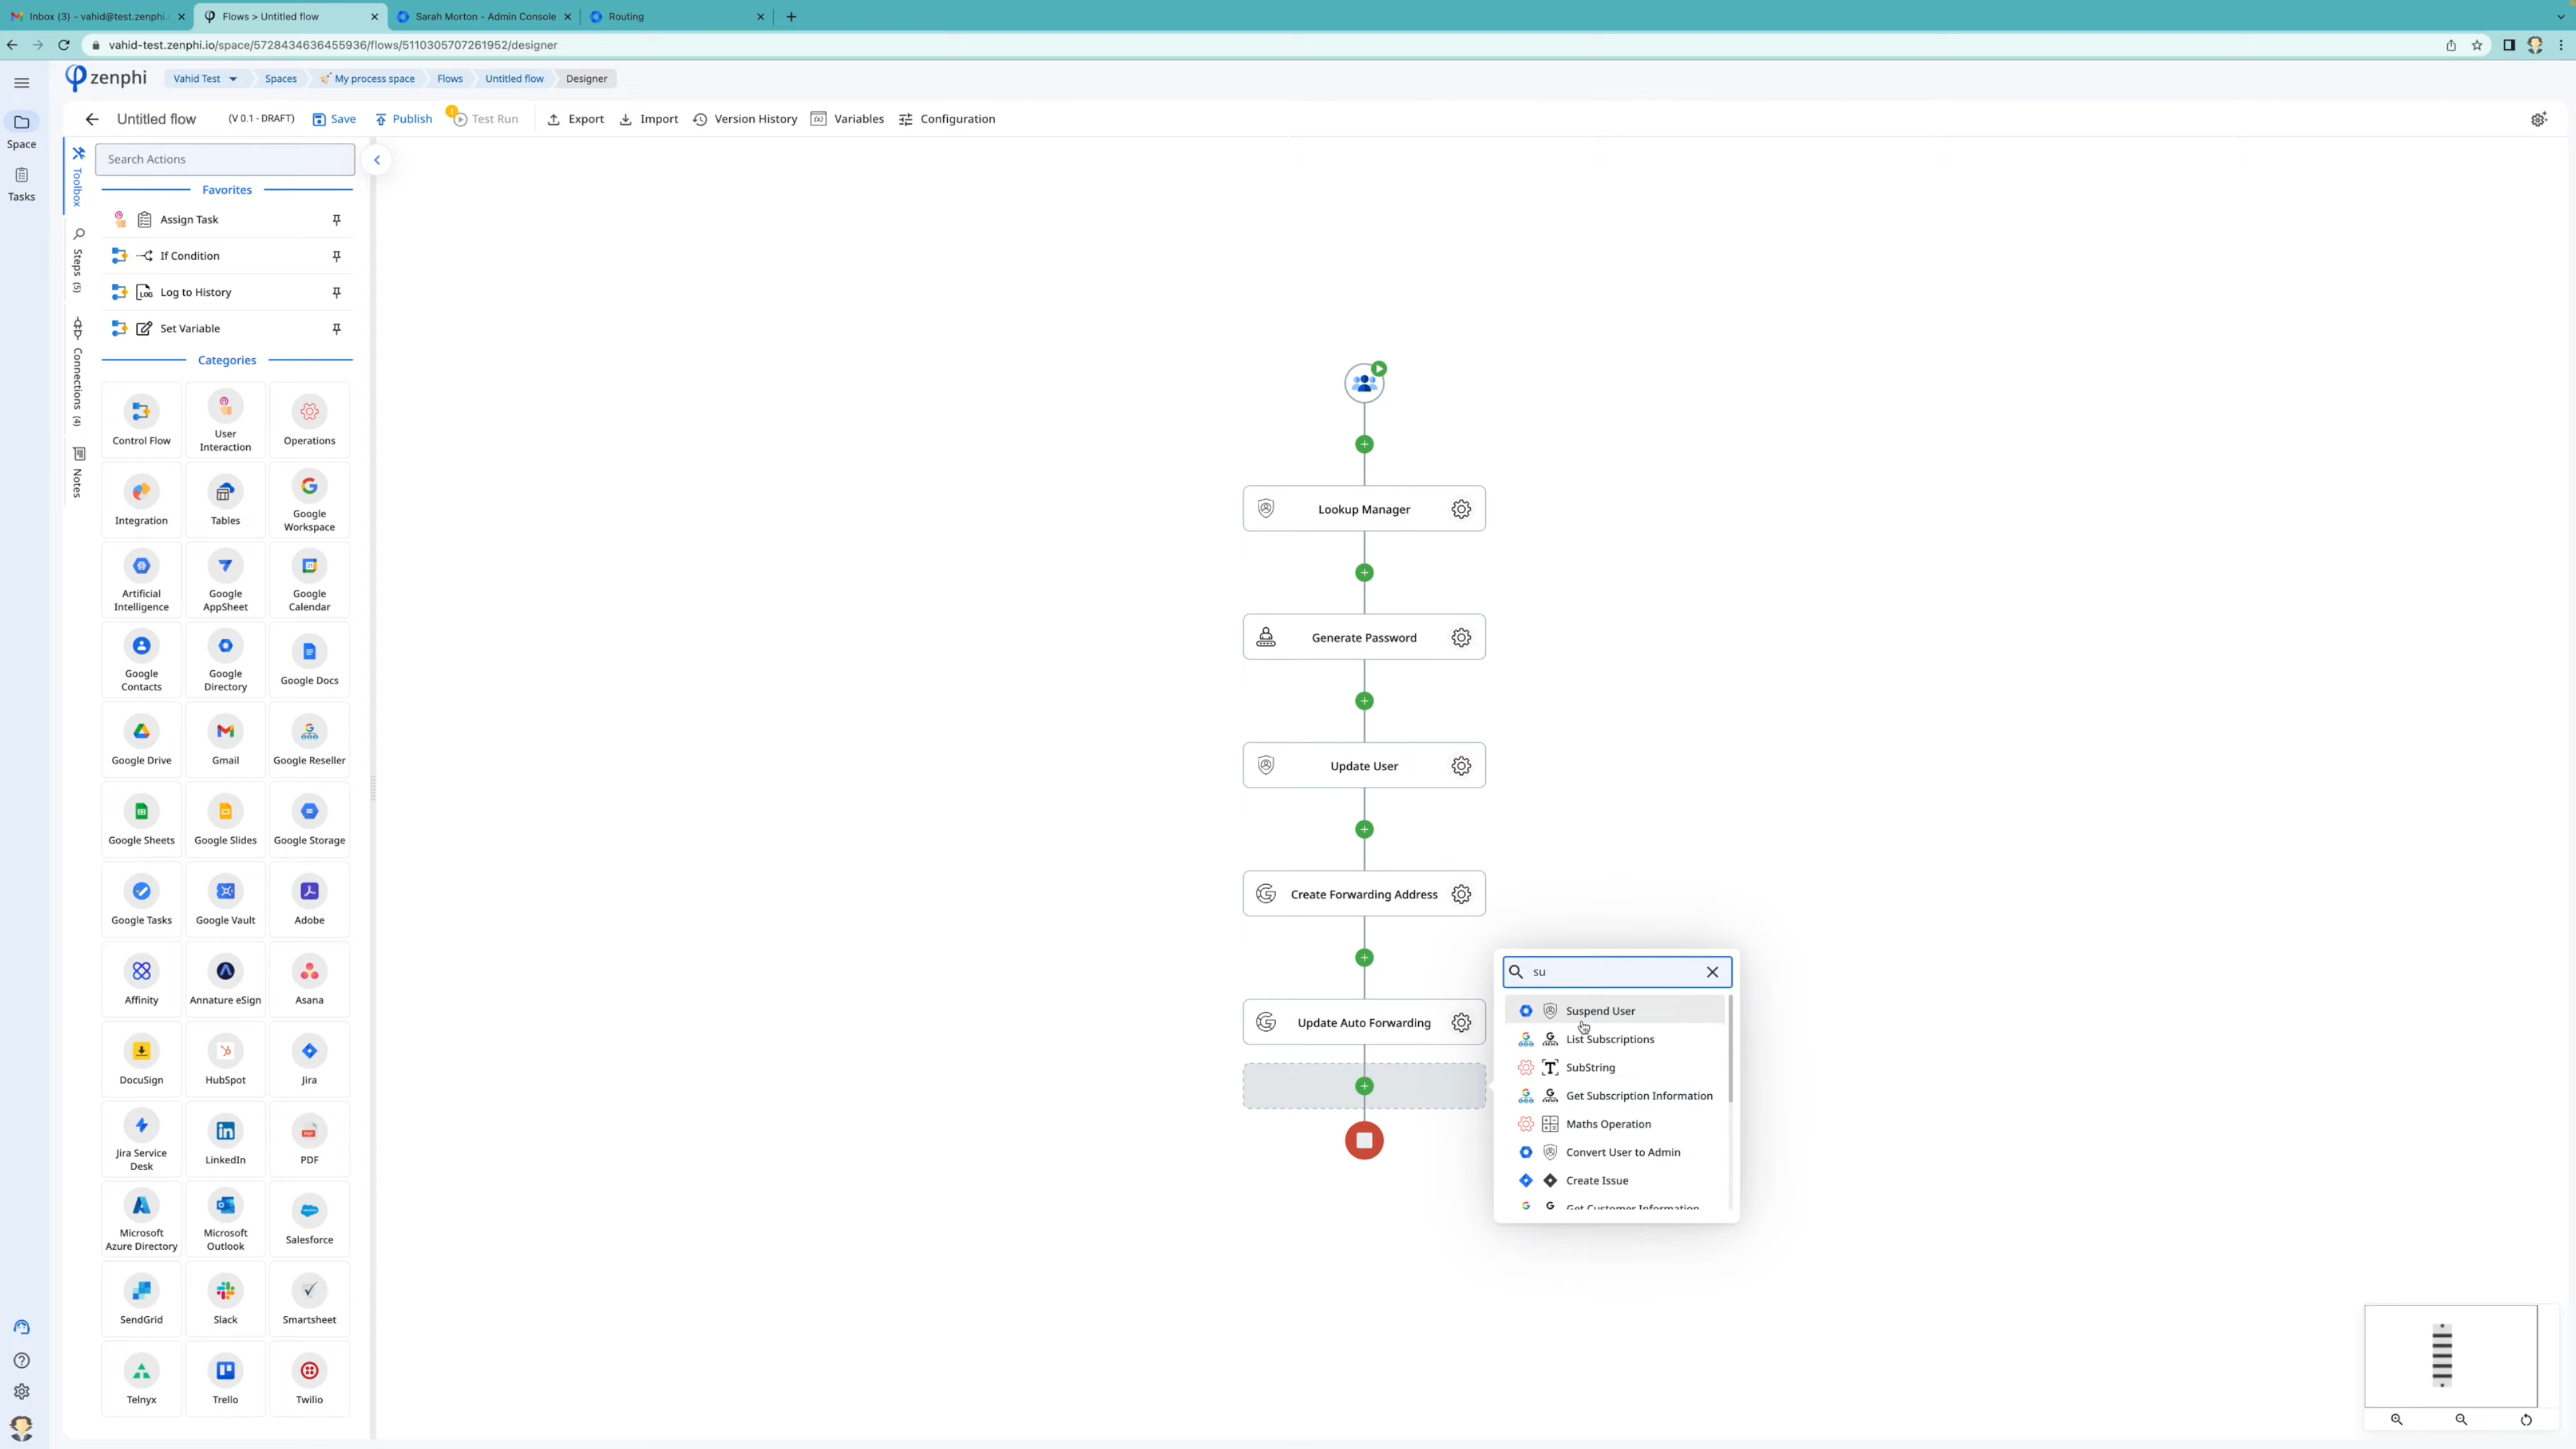 Inbox (3) - vahid@test.zenphi.
Flows > Untitled flow
Sarah Morton - Admin Console
Routing
vahid-test.zenphi.io/space/5728434636455936/flows/5110305707261952/designer
zenphi
Vahid Test
Spaces
My process space
Flows
Untitled flow
Designer
Untitled flow
(V 0.1 - DRAFT)
Save
Publish
Test Run
Export
Import
Version History
Variables
Configuration
Space
Tasks
Toolbox
Steps (5)
Connections (4)
Notes
Search Actions
Favorites
Assign Task
If Condition
LOG Log to History
Set Variable
Categories
Control Flow
User Interaction
Operations
Integration
Tables
Google Workspace
Artificial Intelligence
Google AppSheet
Google Calendar
Google Contacts
Google Directory
Google Docs
Google Drive
Gmail
Google Reseller
Google Sheets
Google Slides
Google Storage
Google Tasks
Google Vault
Adobe
Affinity
Annature eSign
Asana
DocuSign
HubSpot
Jira
Jira Service Desk
LinkedIn
PDF
Microsoft Azure Directory
Microsoft Outlook
Salesforce
SendGrid
Slack
Smartsheet
Telnyx
Trello
Twilio
Lookup Manager
Generate Password
Update User
Create Forwarding Address
Update Auto Forwarding
su
Suspend User
List Subscriptions
SubString
Get Subscription Information
Maths Operation
Convert User to Admin
Create Issue
Get Customer Information